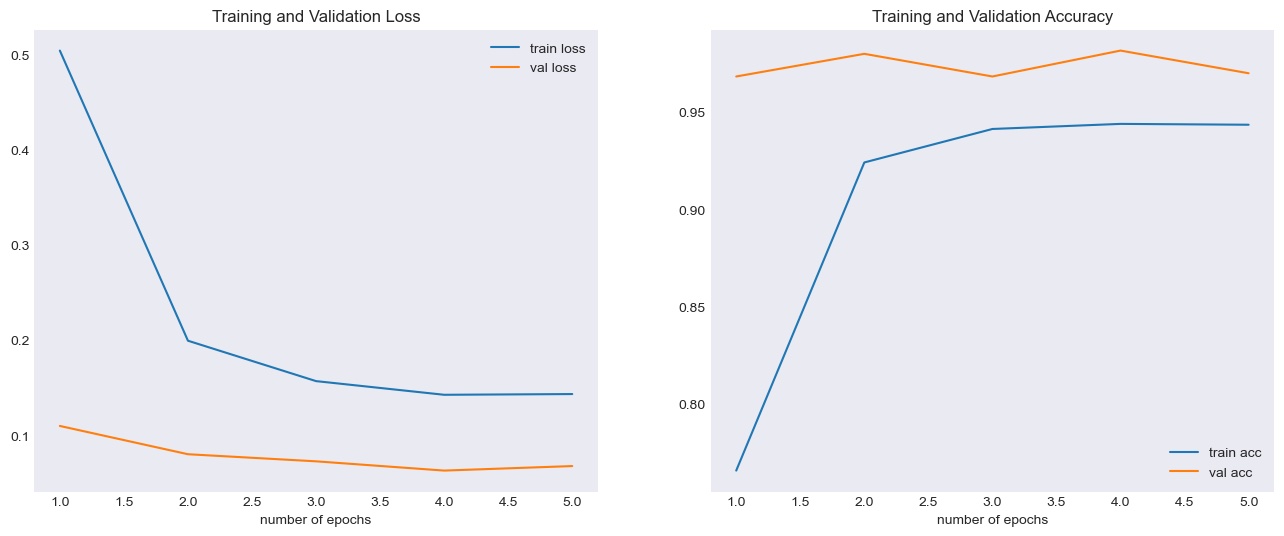 Training and Validation Loss
0.5
0.4
0.3
0.2
0.1
train loss
val loss
1.0 1.5 2.0 2.5 3.0 3.5 4.0 4.5 5.0
number of epochs
Training and Validation Accuracy
0.95
0.90
0.85
0.80
train acc
val acc
1.0 1.5 2.0 2.5 3.0 3.5 4.0 4.5 5.0
number of epochs